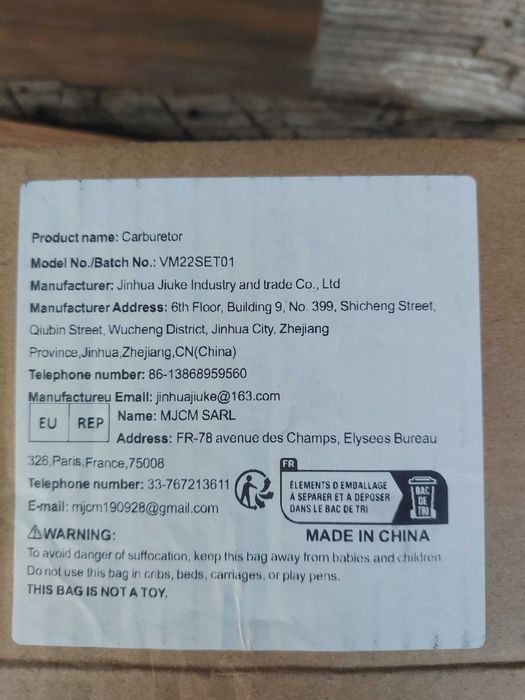 Product name: Carburetor
Model No./Batch No.: VM22SET01
Manufacturer: Jinhua Jiuke Industry and trade Co., Ltd
Manufacturer Address: 6th Floor, Building 9, No. 399, Shicheng Street,
Qiubin Street, Wucheng District, Jinhua City, Zhejiang
Province,Jinhua,Zhejiang,CN(China)
Telephone number: 86-13868959560
Manufactureu Email: jinhuajiuke@163.com
EU REP Name: MJCM SARL
Address: FR-78 avenue des Champs, Elysees Bureau
326,Paris,France,75008
Telephone number: 33-767213611
E-mail: mjcm190928@gmail.com
FR
ÉLEMENTS D EMBALLAGE
À SÉPARER ET À DÉPOSER
DANS LE BAC DE TRI
BAC
DE
TRI
MADE IN CHINA
⚠WARNING:
To avoid danger of suffocation, keep this bag away from babies and children
Do not use this bag in cribs, beds, carriages, or play pens.
THIS BAG IS NOT A TOY.